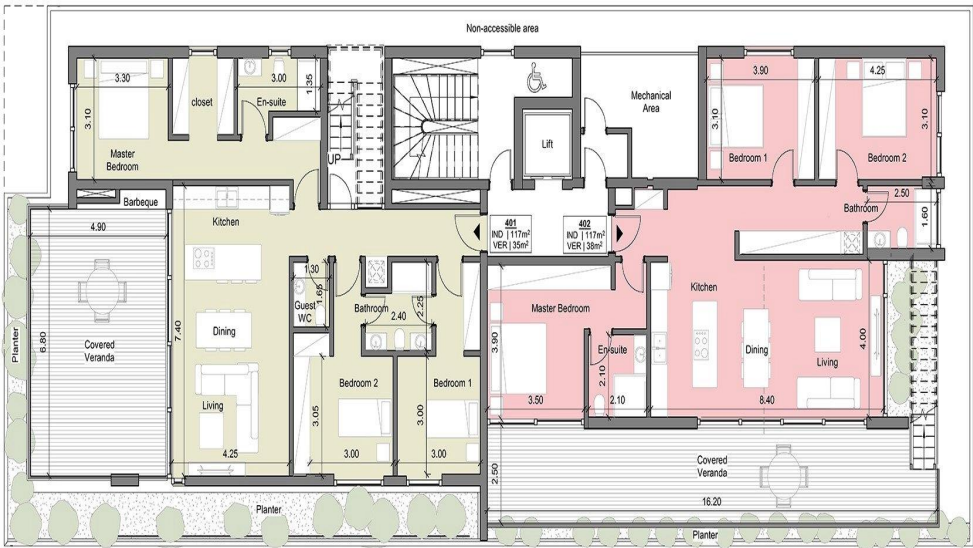 Non-accessible area
3.30
3.10
Master
Bedroom
closet
3.00
1.35
En-suite
UP
Lift
Mechanical
Area
3.90
3.10
Bedroom 1
4.25
3.10
Bedroom 2
Barbeque
4.90
6.80
Covered
Veranda
Planter
Kitchen
7.40
Dining
Living
4.25
1.30
1.65
Guest
WC
Bathroom
2.40
2.25
Bedroom 2
3.05
3.00
Bedroom 1
3.00
3.00
401
IND | 117m²
VER | 35m²
402
IND | 117m²
VER | 38m²
2.50
Bathroom
1.60
Master Bedroom
3.90
3.50
En-suite
2.10
2.10
Kitchen
Dining
Living
4.00
8.40
Covered
Veranda
2.50
16.20
Planter
Planter